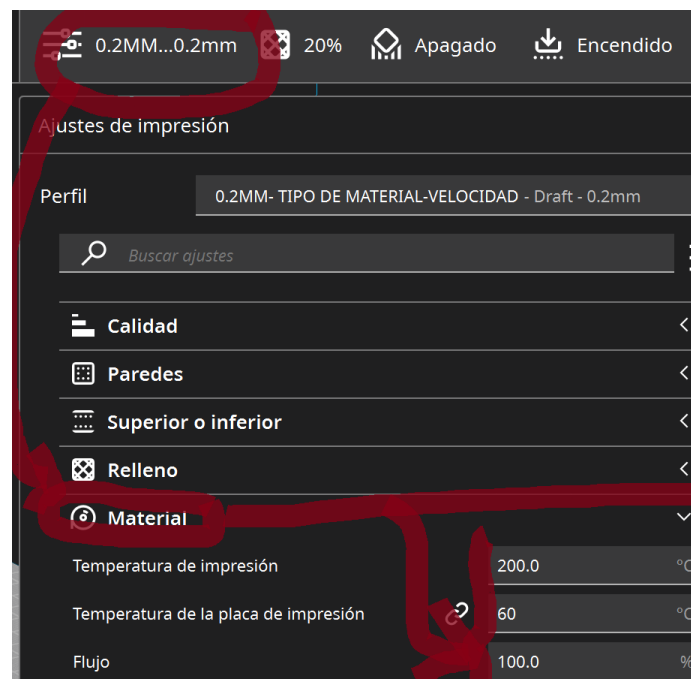 0.2MM...0.2mm 20% Apagado Encendido
Ajustes de impresión
Perfil 0.2MM- TIPO DE MATERIAL-VELOCIDAD - Draft - 0.2mm
Buscar ajustes
Calidad
Paredes
Superior o inferior
Relleno
Material
Temperatura de impresión 200.0 °C
Temperatura de la placa de impresión 60 °C
Flujo 100.0 %